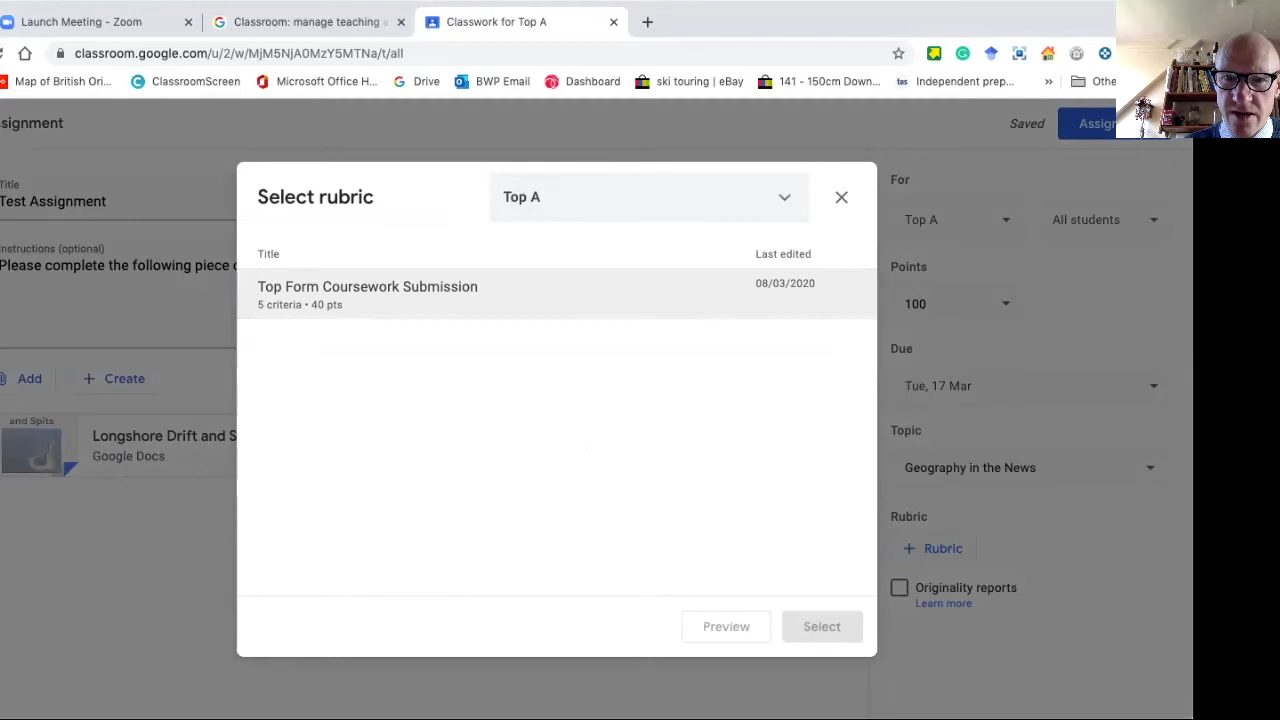 Launch Meeting - Zoom
Classroom: manage teaching a
Classwork for Top A
classroom.google.com/u/2/w/MjM5NjA0MzY5MTNa/t/all
Map of British Ori...
ClassroomScreen
Microsoft Office H...
Drive
BWP Email
Dashboard
ski touring | eBay
141 - 150cm Down...
tes
Independent prep...
»
Othe
ssignment
Saved
Assign
Title
Test Assignment
Instructions (optional)
Please complete the following piece o
Add
+ Create
and Spits
Longshore Drift and S
Google Docs
Select rubric
Top A
Title
Last edited
Top Form Coursework Submission
08/03/2020
5 criteria • 40 pts
Preview
Select
For
Top A
All students
Points
100
Due
Tue, 17 Mar
Topic
Geography in the News
Rubric
+ Rubric
Originality reports
Learn more